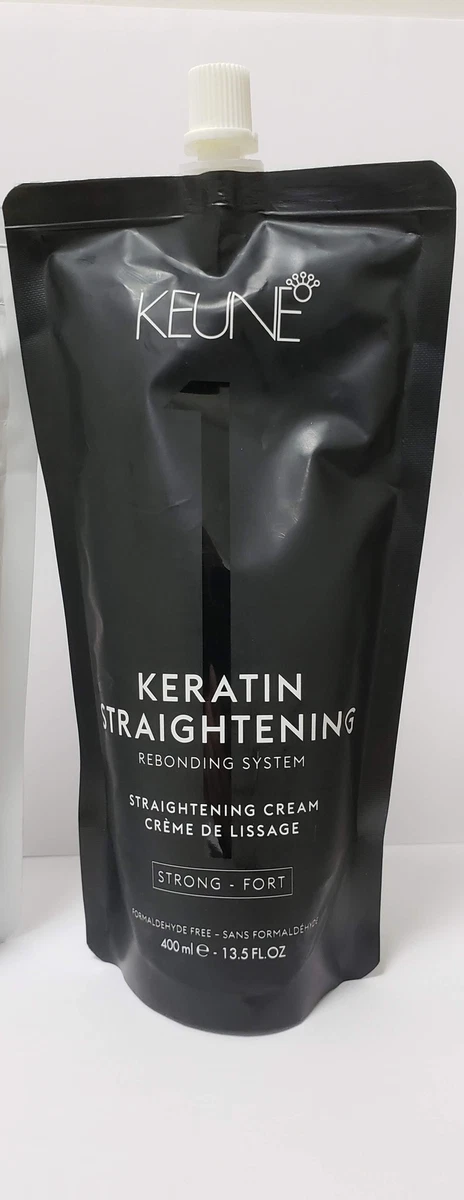 KEUNE
1
KERATIN
STRAIGHTENING
REBONDING SYSTEM
STRAIGHTENING CREAM
CRÈME DE LISSAGE
STRONG - FORT
FORMALDEHYDE FREE – SANS FORMALDÉHYDE
400 ml ℮ - 13.5 FL.OZ